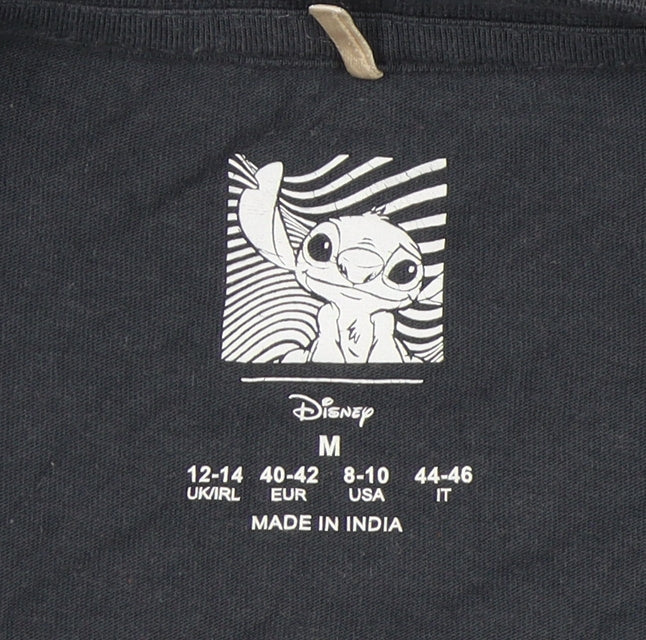 Disney
M
12-14 40-42 8-10 44-46
UK/IRL EUR USA IT
MADE IN INDIA